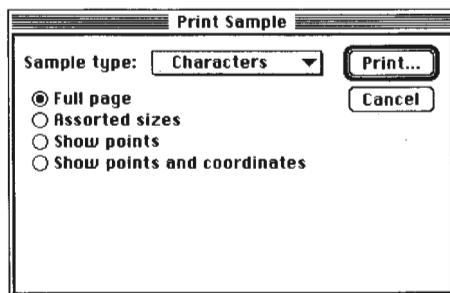 Print Sample
Sample type: Characters Print...
Full page Cancel
Assorted sizes
Show points
Show points and coordinates